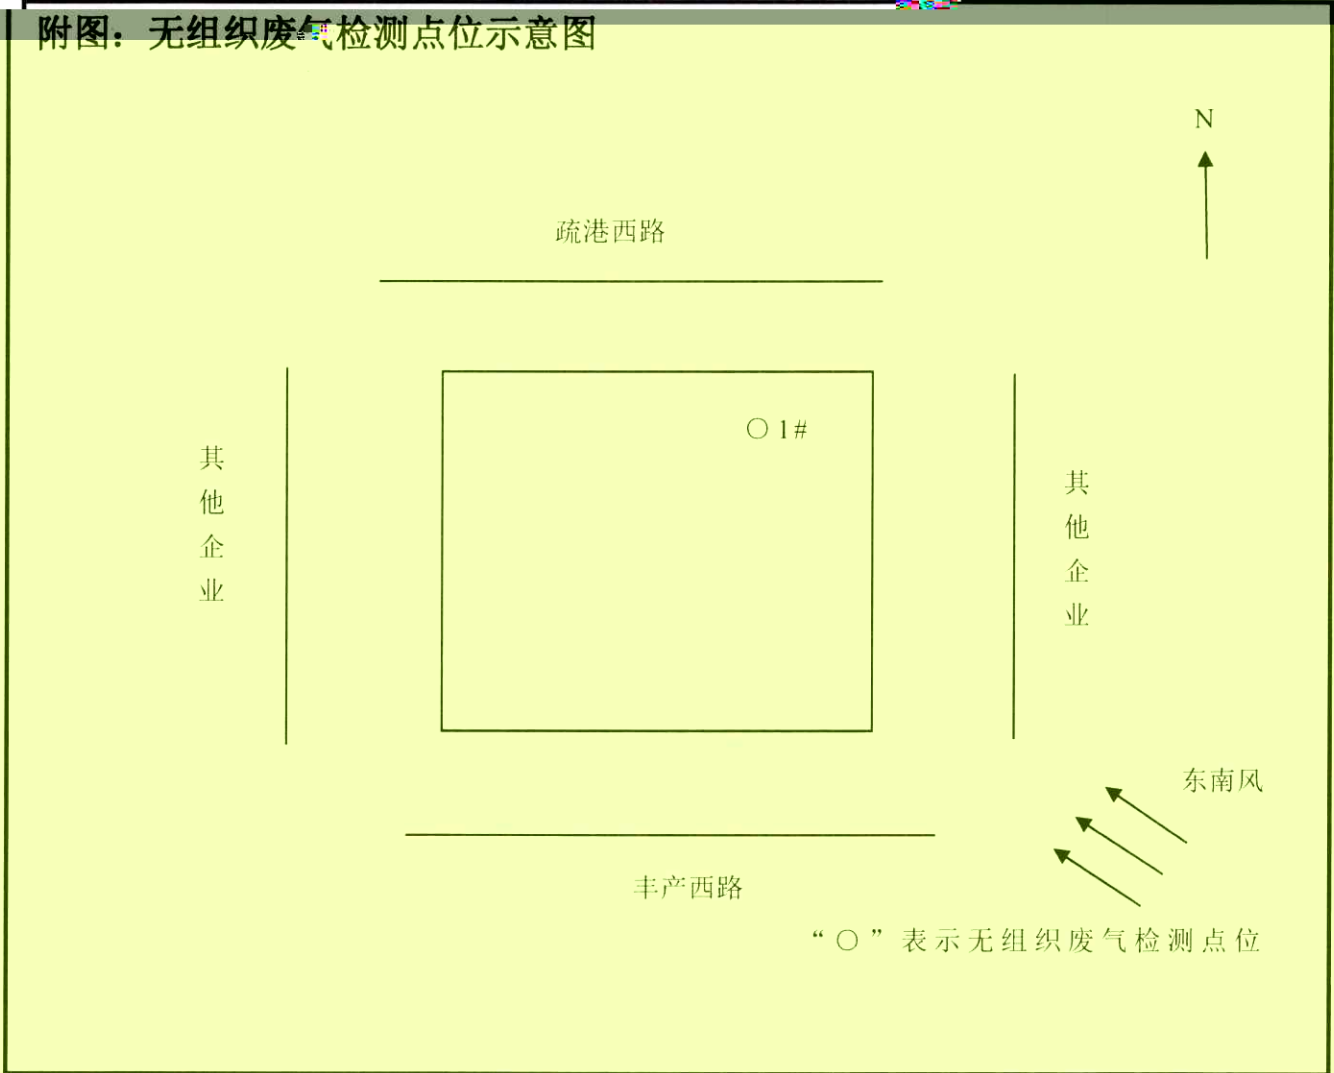 附图：无组织废气检测点位示意图
N
疏港西路
○ 1#
其他企业
其他企业
东南风
丰产西路
“○”表示无组织废气检测点位